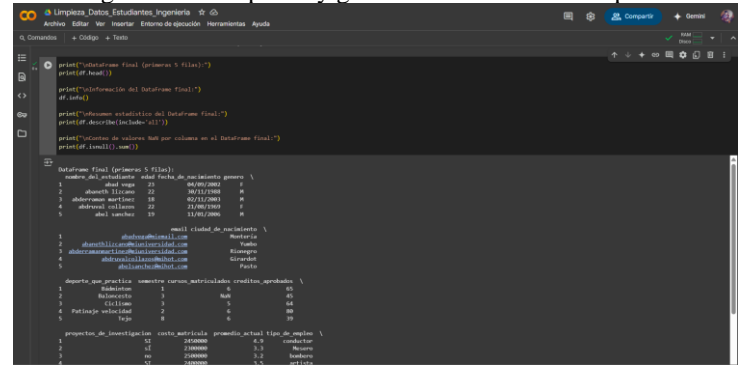 Limpieza_Datos_Estudiantes_Ingenieria
Compartir
Gemini
Archivo Editar Ver Insertar Entorno de ejecución Herramientas Ayuda
Comandos + Código + Texto
RAM
Disco
print("\nDataFrame final (primeras 5 filas):")
print(df.head())
print("\nInformación del DataFrame final:")
df.info()
print("\nResumen estadístico del DataFrame final:")
print(df.describe(include='all'))
print("\nConteo de valores NaN por columna en el DataFrame final:")
print(df.isnull().sum())
DataFrame final (primeras 5 filas):
nombre_del_estudiante edad fecha_de_nacimiento genero \
1 abad vega 23 04/09/2002 F
2 abaneth lizcano 22 30/11/1988 M
3 abderraman martinez 18 02/11/2003 M
4 abdruval collazos 22 21/08/1969 F
5 abel sanchez 19 11/01/2006 M
email ciudad_de_nacimiento \
1 Montería
2 abanethlizcano@miuniversidad.com Yumbo
3 abderramanmartinez@miuniversidad.com Rionegro
4 abdruvalcollazos@mihot.com Girardot
5 abelsanchez@mihot.com Pasto
deporte_que_practica semestre cursos_matriculados creditos_aprobados \
1 Bádminton 1 6 65
2 Baloncesto 3 NaN 45
3 Ciclismo 3 5 64
4 Patinaje velocidad 2 6 80
5 Tejo 8 6 39
proyectos_de_investigacion costo_matricula promedio_actual tipo_de_empleo \
1 SI 2450000 4.9 conductor
2 sí 2300000 3.3 Mesero
3 no 2500000 3.2 bombero
4 SI 2400000 3.5 artista